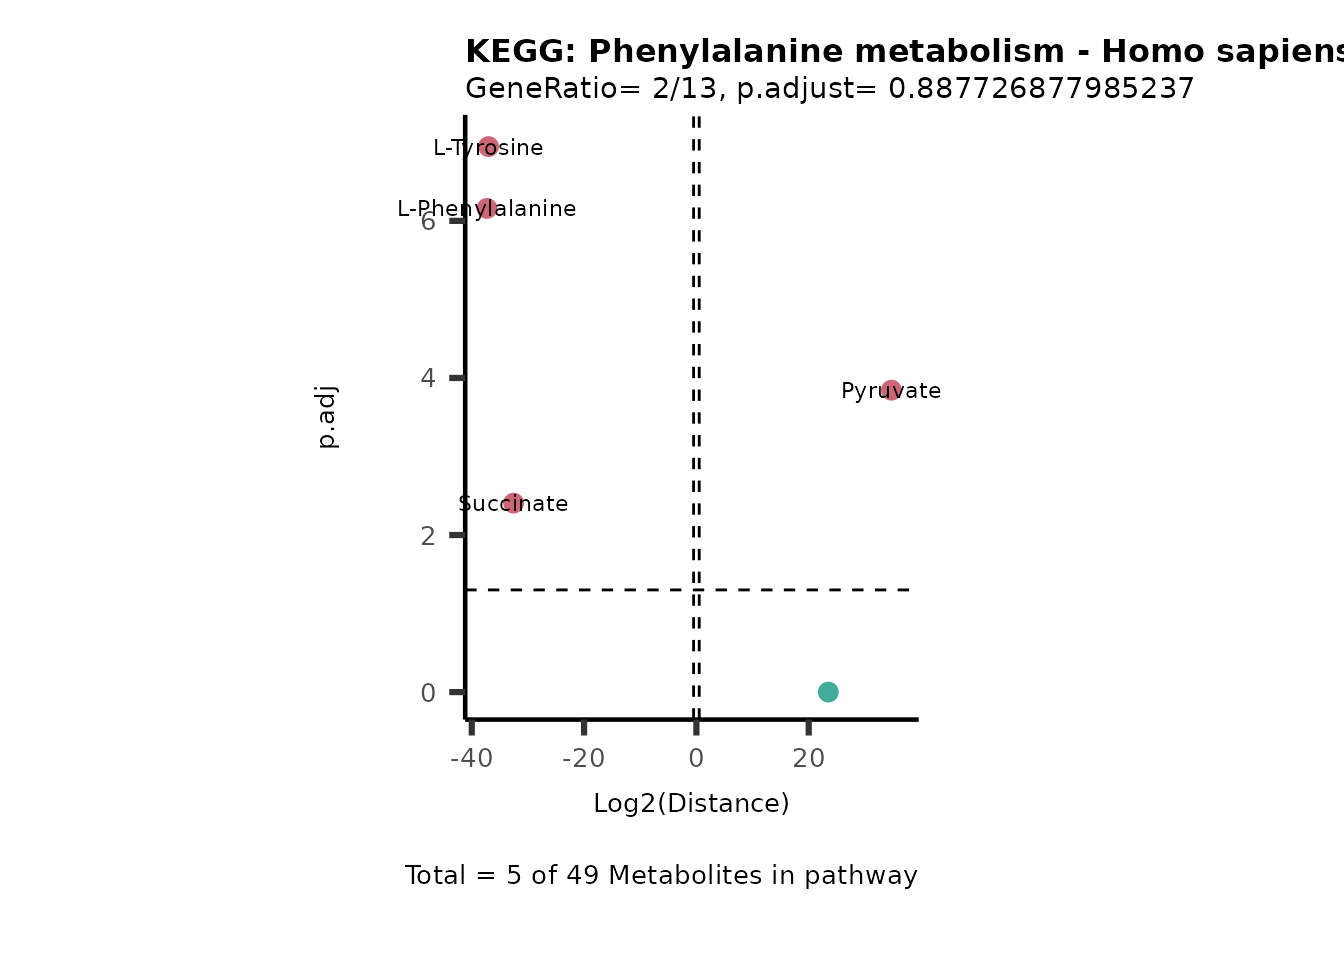 KEGG: Phenylalanine metabolism - Homo sapiens
GeneRatio= 2/13, p.adjust= 0.887726877985237
L-Tyrosine
L-Phenylalanine
6
4
Pyruvate
p.adj
Succinate
2
0
-40 -20 0 20
Log2(Distance)
Total = 5 of 49 Metabolites in pathway